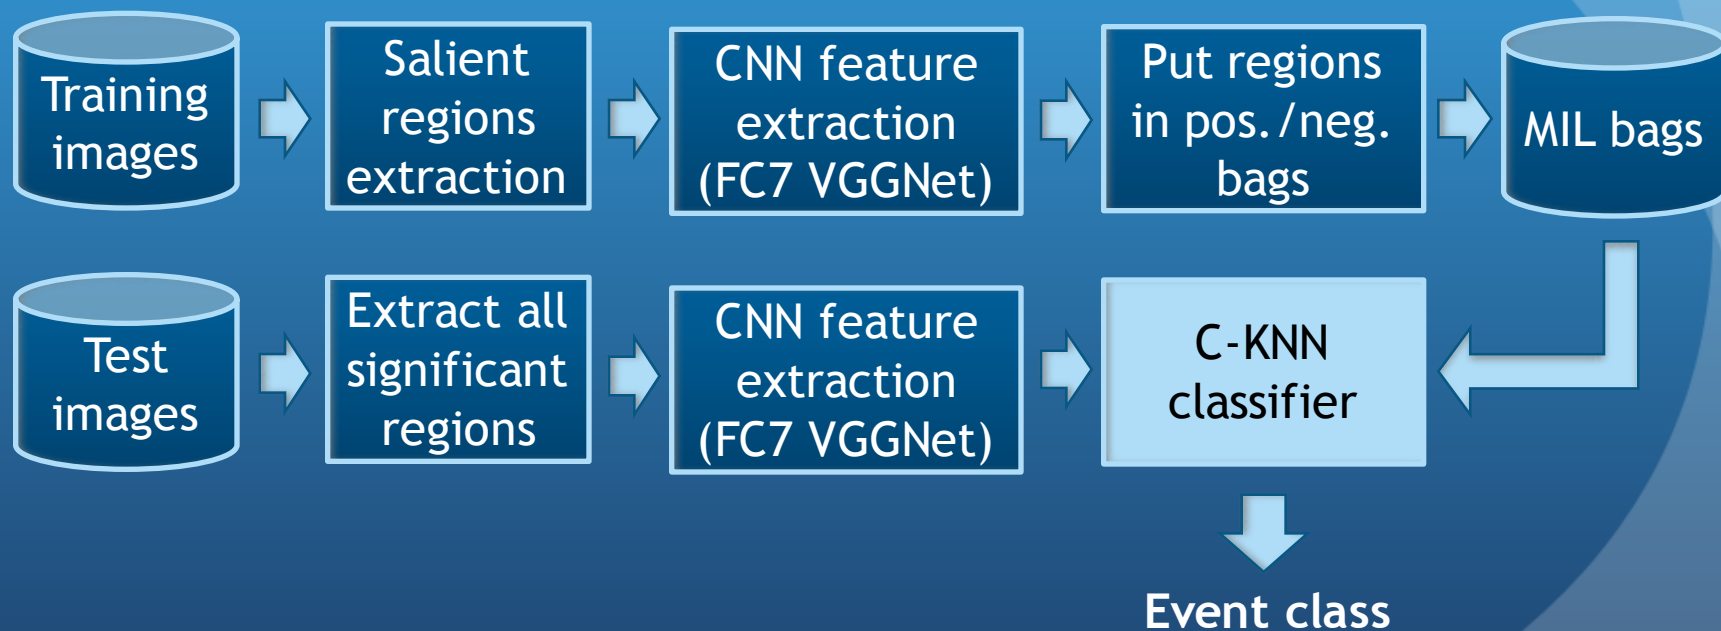 Training
images
Salient
regions
extraction
CNN feature
extraction
(FC7 VGGNet)
Put regions
in pos./neg.
bags
MIL bags
Test
images
Extract all
significant
regions
CNN feature
extraction
(FC7 VGGNet)
C-KNN
classifier
Event class